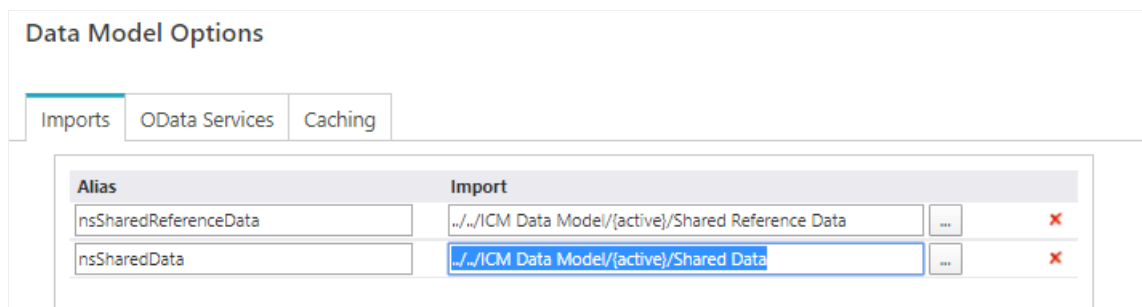 Data Model Options
Imports OData Services Caching
Alias Import
nsSharedReferenceData ../../ICM Data Model/{active}/Shared Reference Data ...
nsSharedData ../../ICM Data Model/{active}/Shared Data ...